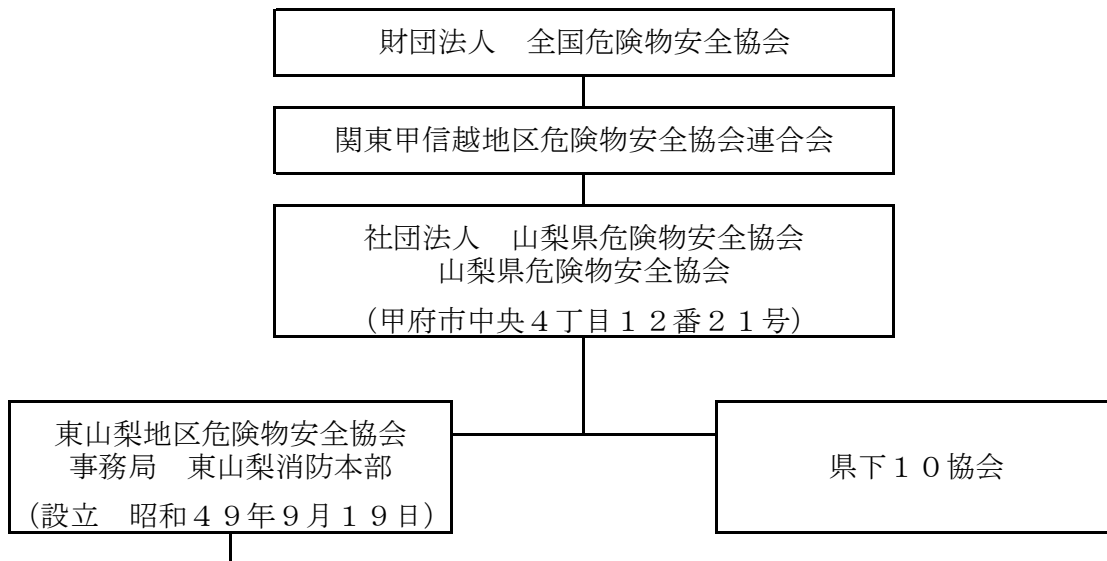 財団法人　全国危険物安全協会
関東甲信越地区危険物安全協会連合会
社団法人　山梨県危険物安全協会
山梨県危険物安全協会
（甲府市中央４丁目１２番２１号）
東山梨地区危険物安全協会
事務局　東山梨消防本部
（設立　昭和４９年９月１９日）
県下１０協会